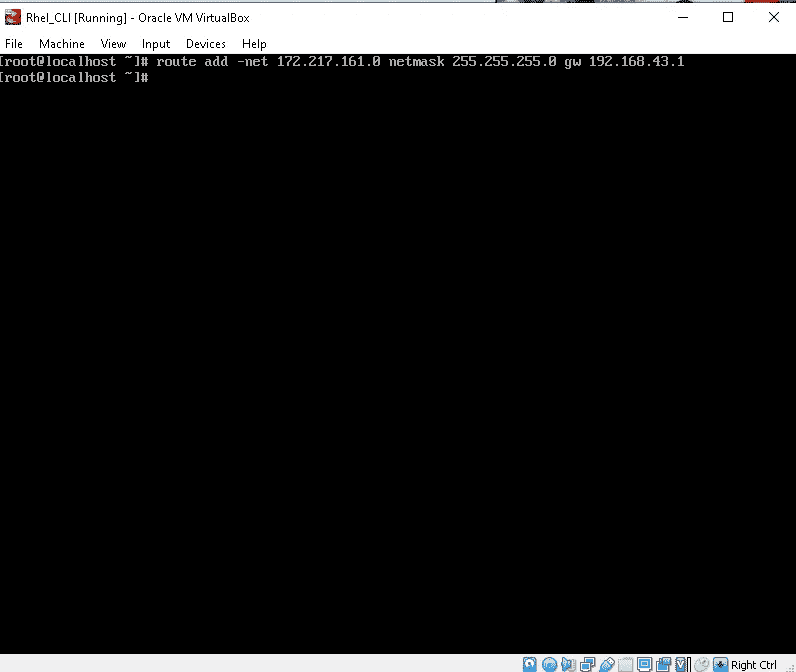 Rhel_CLI [Running] - Oracle VM VirtualBox
File Machine View Input Devices Help
[root@localhost ~]# route add -net 172.217.161.0 netmask 255.255.255.0 gw 192.168.43.1
[root@localhost ~]#
Right Ctrl